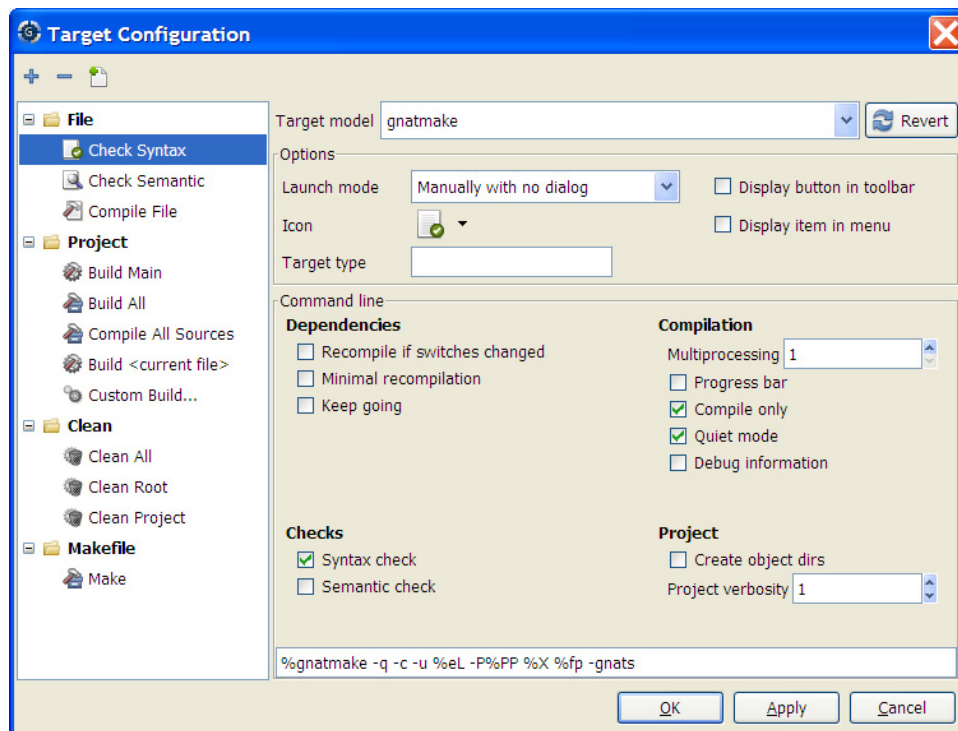 Target Configuration
File
Check Syntax
Check Semantic
Compile File
Project
Build Main
Build All
Compile All Sources
Build <current file>
Custom Build...
Clean
Clean All
Clean Root
Clean Project
Makefile
Make
Target model gnatmake Revert
Options
Launch mode Manually with no dialog Display button in toolbar
Icon Display item in menu
Target type
Command line
Dependencies
Recompile if switches changed
Minimal recompilation
Keep going
Compilation
Multiprocessing 1
Progress bar
Compile only
Quiet mode
Debug information
Checks
Syntax check
Semantic check
Project
Create object dirs
Project verbosity 1
%gnatmake -q -c -u %eL -P%PP %X %fp -gnats
OK Apply Cancel